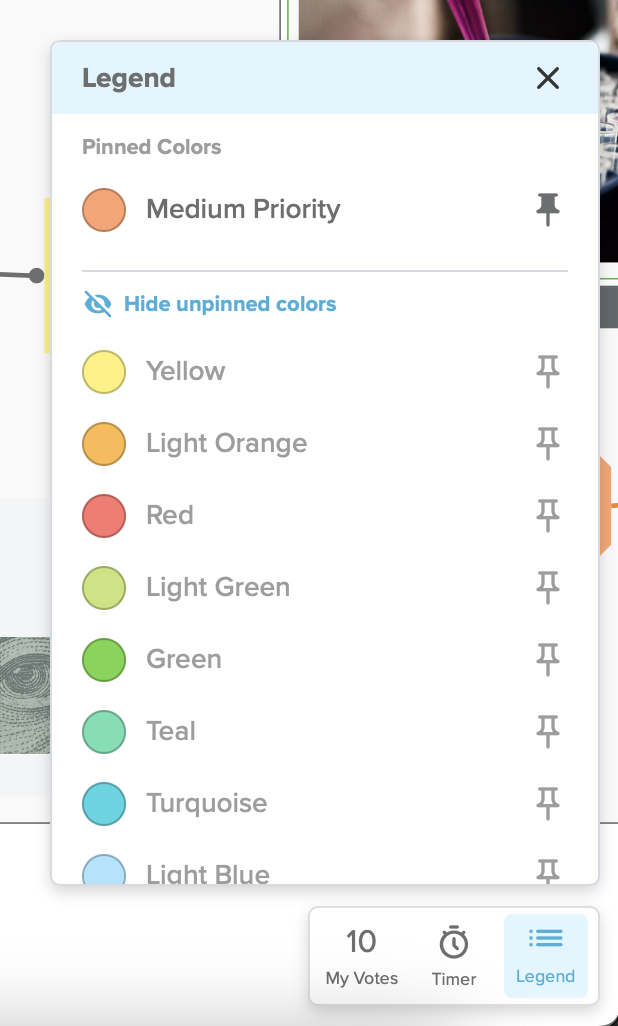 Legend
Pinned Colors
Medium Priority
Hide unpinned colors
Yellow
Light Orange
Red
Light Green
Green
Teal
Turquoise
Light Blue
10
My Votes
Timer
Legend